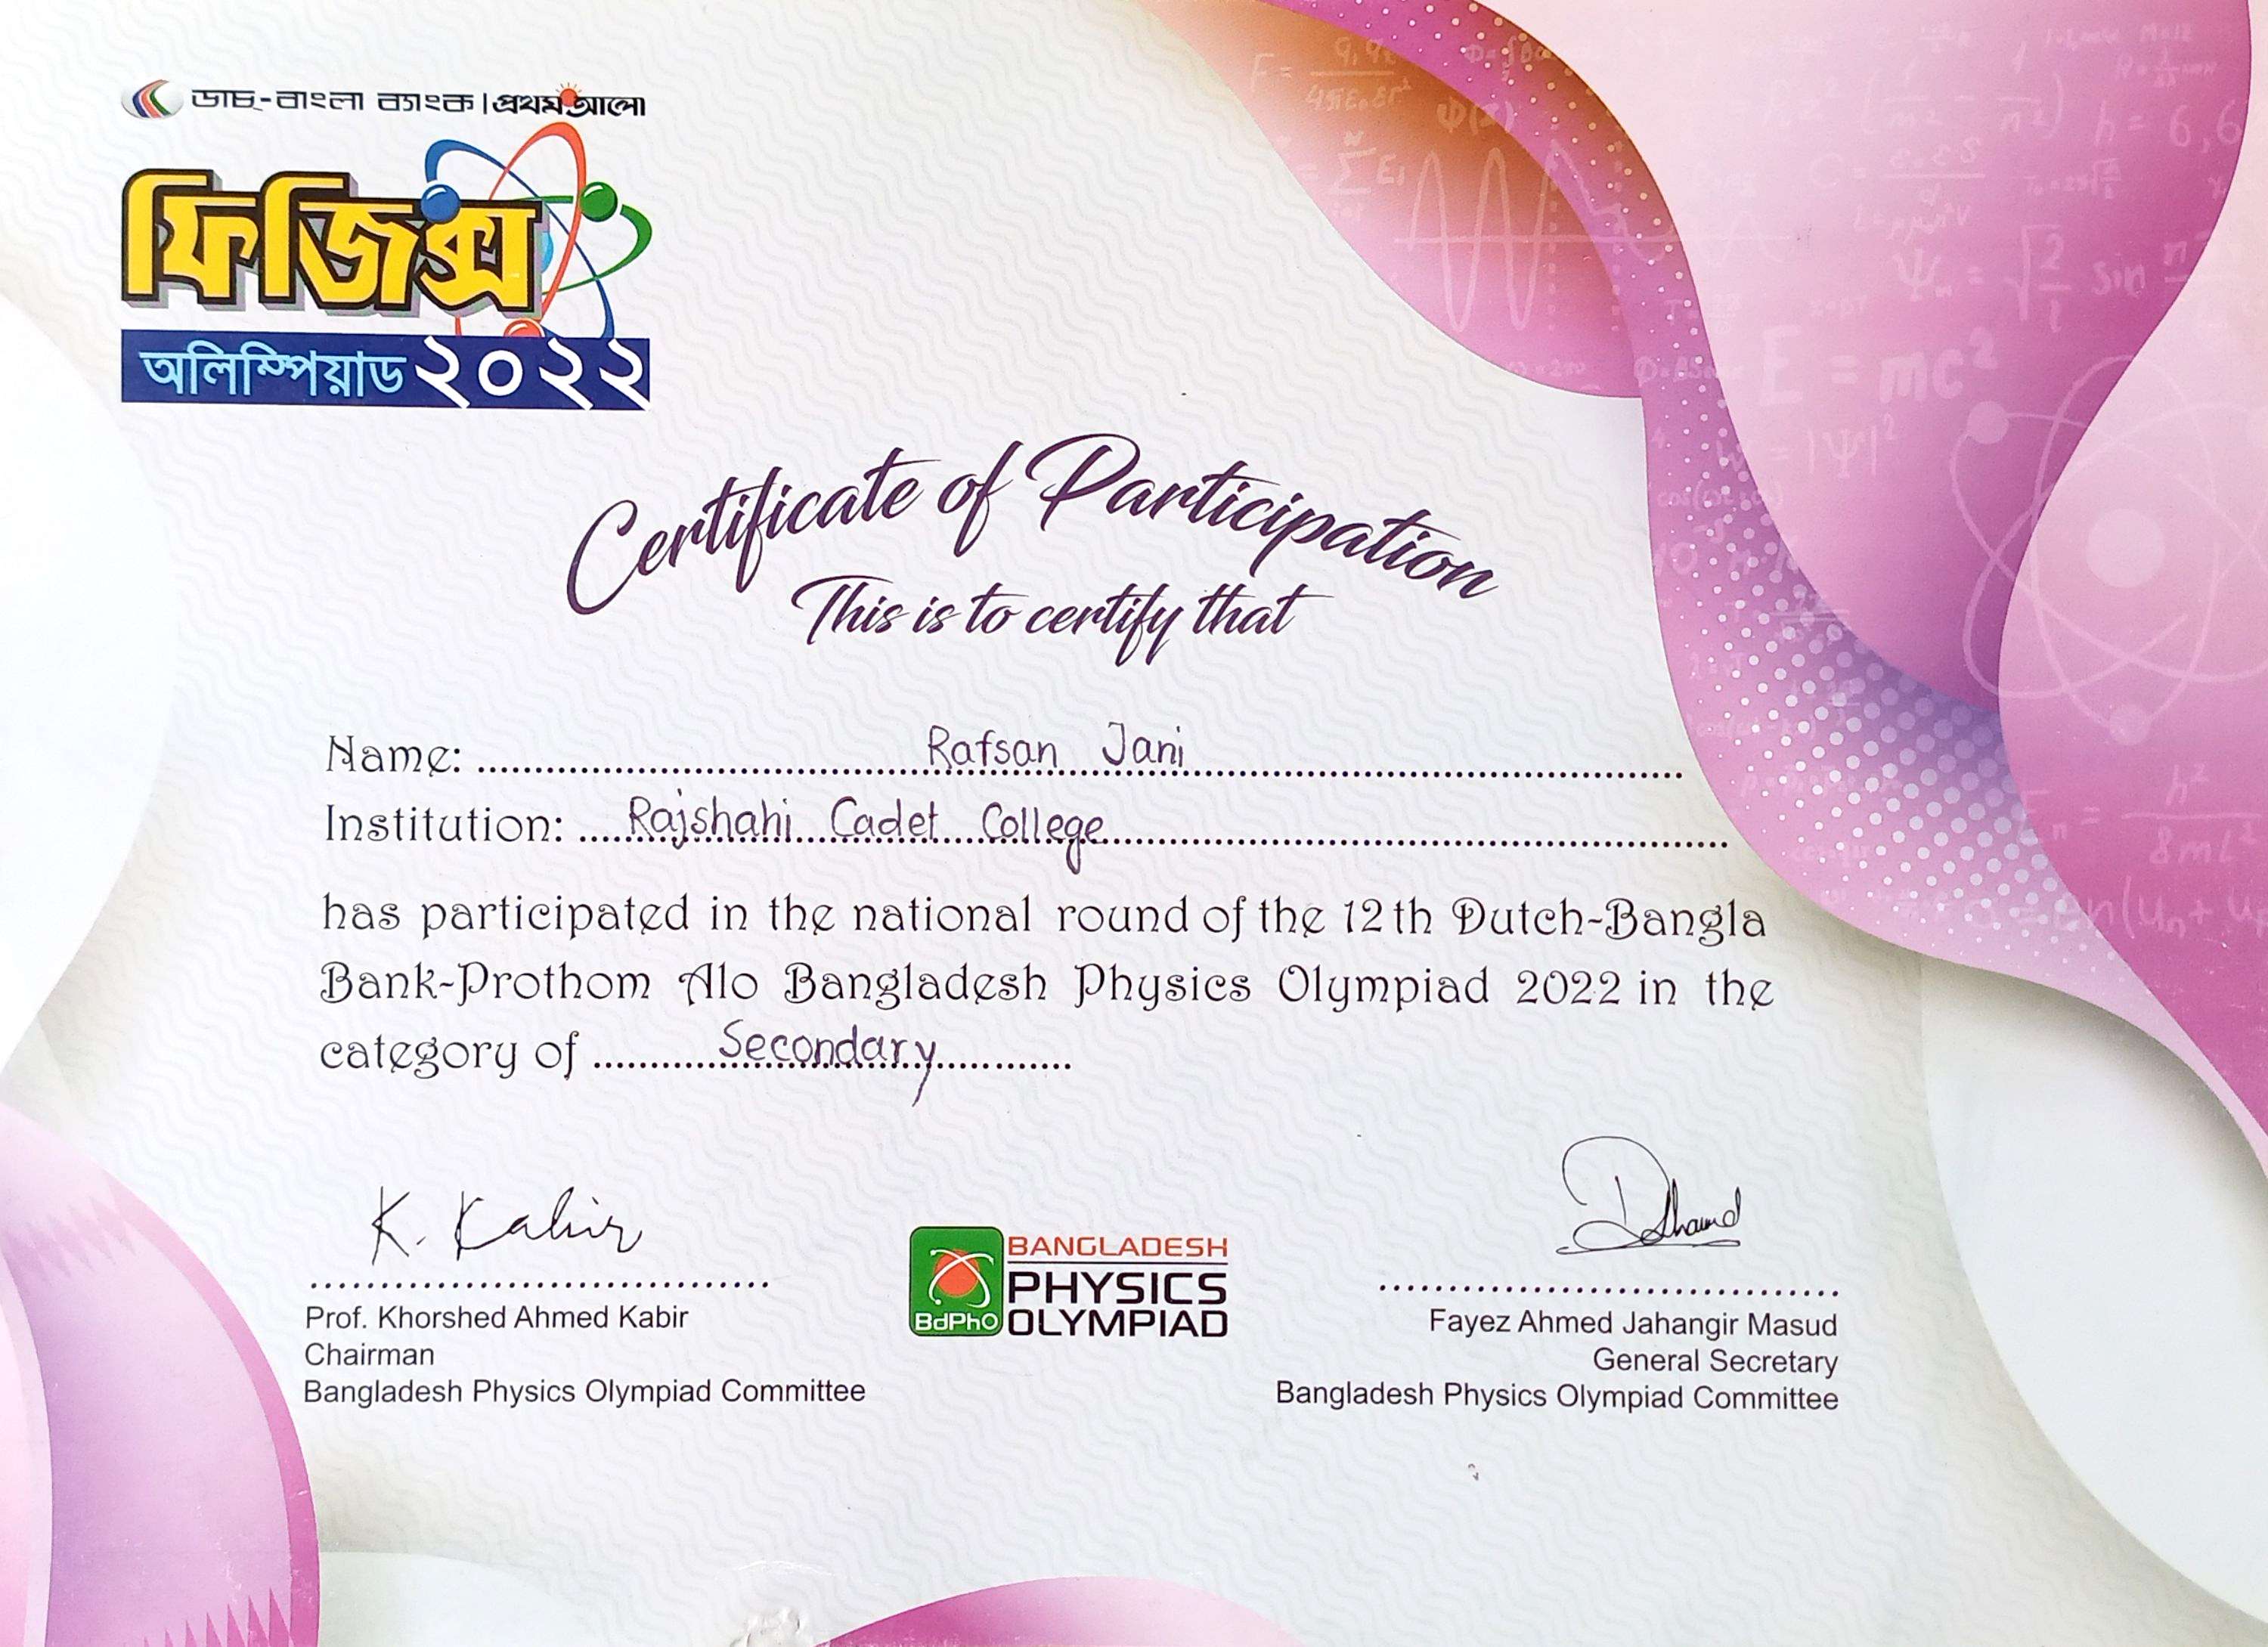 ডাচ্-বাংলা ব্যাংক | প্রথম আলো
ফিজিক্স
অলিম্পিয়াড ২০২২
Certificate of Participation
This is to certify that
Name: Rafsan Jani
Institution: Rajshahi Cadet College
has participated in the national round of the 12th Dutch-Bangla
Bank-Prothom Alo Bangladesh Physics Olympiad 2022 in the
category of Secondary
K. Kabir
Prof. Khorshed Ahmed Kabir
Chairman
Bangladesh Physics Olympiad Committee
BdPhO
BANGLADESH
PHYSICS
OLYMPIAD
Fayez Ahmed Jahangir Masud
General Secretary
Bangladesh Physics Olympiad Committee
E = mc²